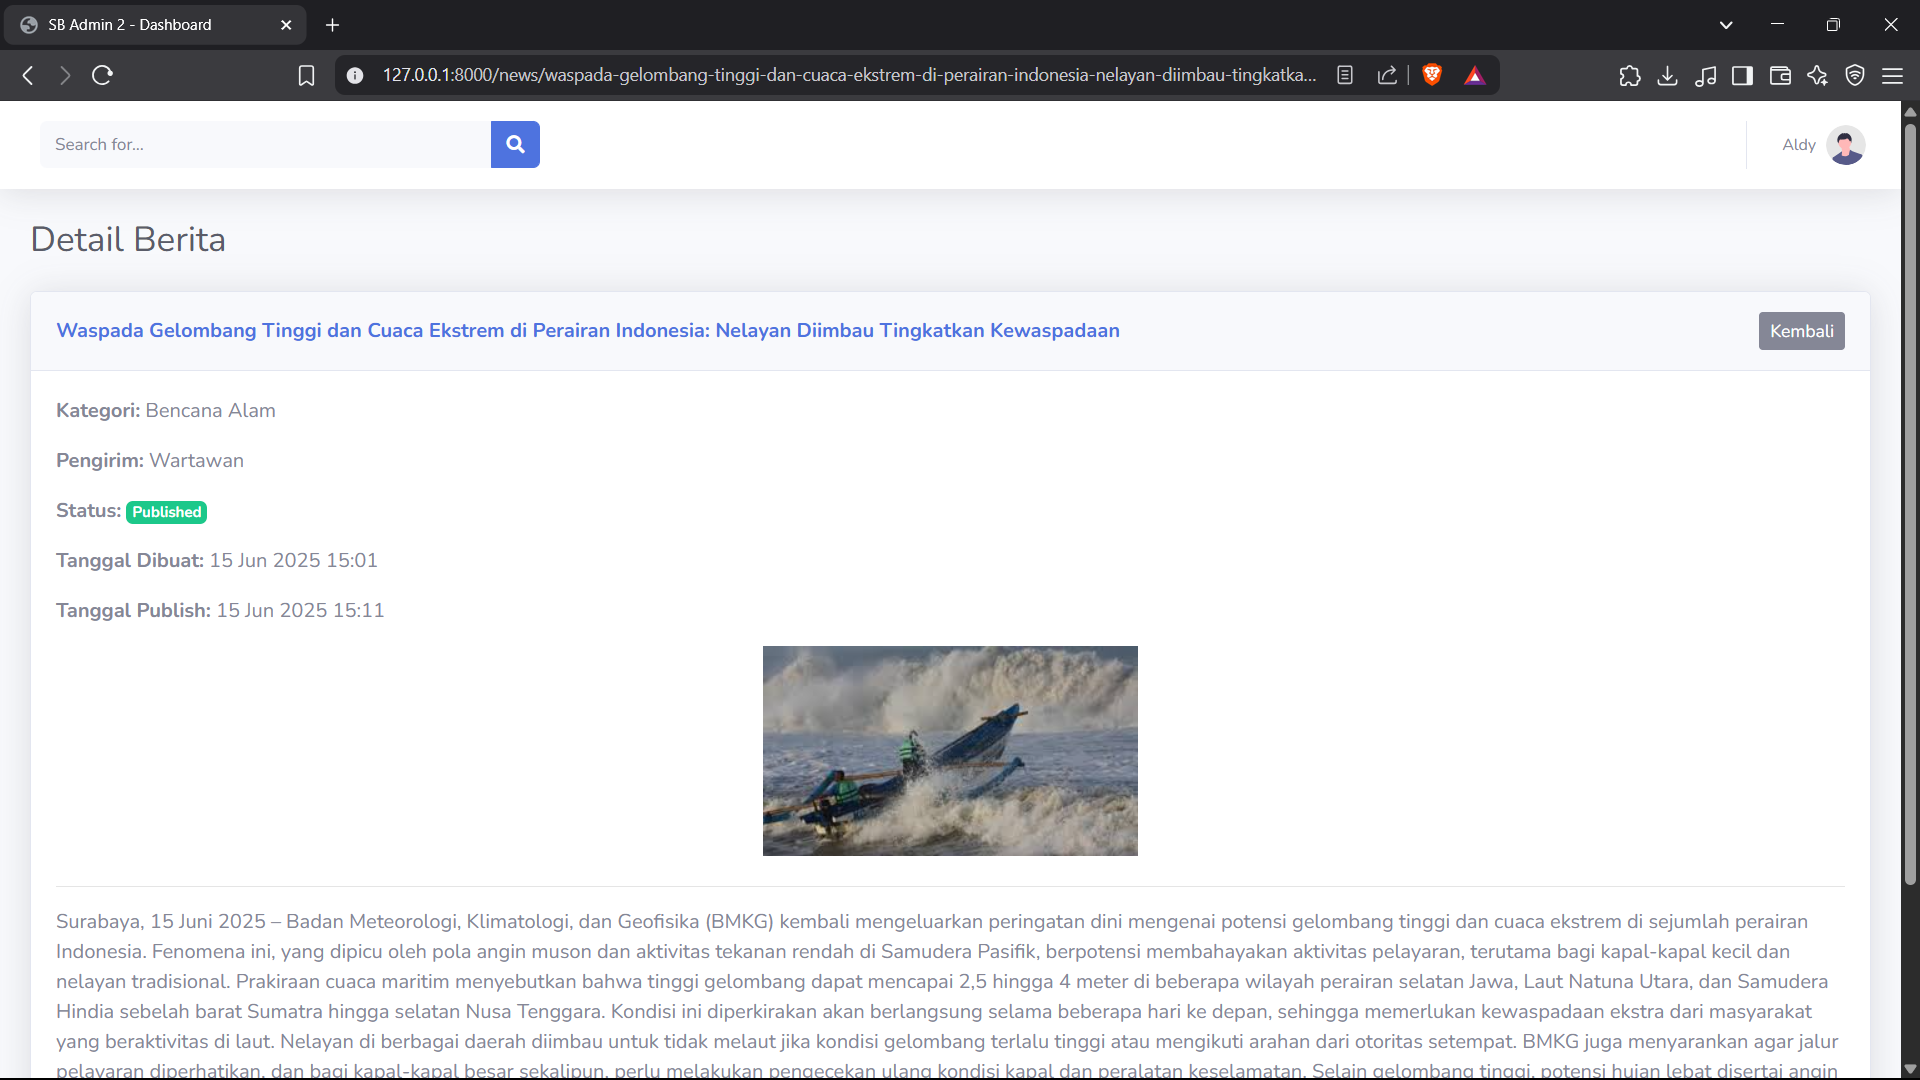 SB Admin 2 - Dashboard
127.0.0.1:8000/news/waspada-gelombang-tinggi-dan-cuaca-ekstrem-di-perairan-indonesia-nelayan-diimbau-tingkatka...
Search for...
Aldy
Detail Berita
Waspada Gelombang Tinggi dan Cuaca Ekstrem di Perairan Indonesia: Nelayan Diimbau Tingkatkan Kewaspadaan
Kembali
Kategori: Bencana Alam
Pengirim: Wartawan
Status: Published
Tanggal Dibuat: 15 Jun 2025 15:01
Tanggal Publish: 15 Jun 2025 15:11
Surabaya, 15 Juni 2025 – Badan Meteorologi, Klimatologi, dan Geofisika (BMKG) kembali mengeluarkan peringatan dini mengenai potensi gelombang tinggi dan cuaca ekstrem di sejumlah perairan
Indonesia. Fenomena ini, yang dipicu oleh pola angin muson dan aktivitas tekanan rendah di Samudera Pasifik, berpotensi membahayakan aktivitas pelayaran, terutama bagi kapal-kapal kecil dan
nelayan tradisional. Prakiraan cuaca maritim menyebutkan bahwa tinggi gelombang dapat mencapai 2,5 hingga 4 meter di beberapa wilayah perairan selatan Jawa, Laut Natuna Utara, dan Samudera
Hindia sebelah barat Sumatra hingga selatan Nusa Tenggara. Kondisi ini diperkirakan akan berlangsung selama beberapa hari ke depan, sehingga memerlukan kewaspadaan ekstra dari masyarakat
yang beraktivitas di laut. Nelayan di berbagai daerah diimbau untuk tidak melaut jika kondisi gelombang terlalu tinggi atau mengikuti arahan dari otoritas setempat. BMKG juga menyarankan agar jalur
pelayaran diperhatikan, dan bagi kapal-kapal besar sekalipun, perlu melakukan pengecekan ulang kondisi kapal dan peralatan keselamatan. Selain gelombang tinggi, potensi hujan lebat disertai angin